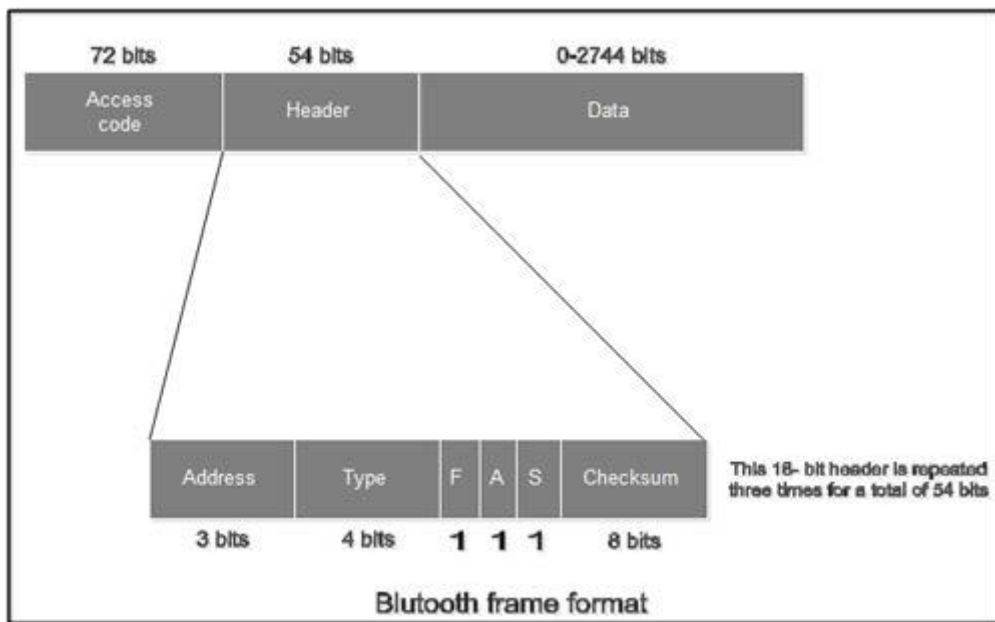 72 bits 54 bits 0-2744 bits
Access
code
Header
Data
Address Type F A S Checksum
This 18- bit header is repeated
three times for a total of 54 bits
3 bits 4 bits 1 1 1 8 bits
Blutooth frame format